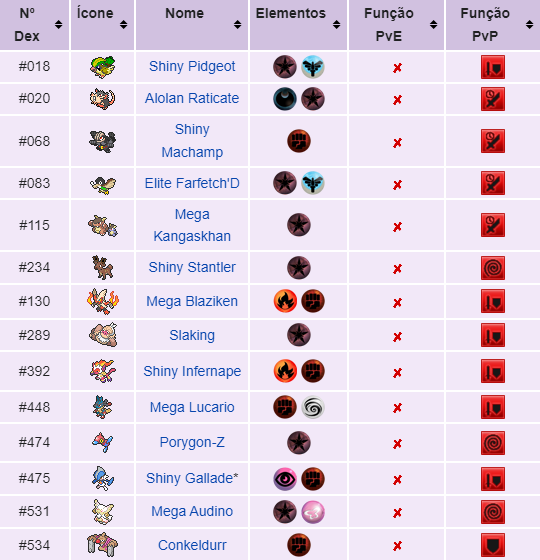 Nº Dex Ícone Nome Elementos Função PvE Função PvP
#018 Shiny Pidgeot ✘
#020 Alolan Raticate ✘
#068 Shiny Machamp ✘
#083 Elite Farfetch'D ✘
#115 Mega Kangaskhan ✘
#234 Shiny Stantler ✘
#130 Mega Blaziken ✘
#289 Slaking ✘
#392 Shiny Infernape ✘
#448 Mega Lucario ✘
#474 Porygon-Z ✘
#475 Shiny Gallade* ✘
#531 Mega Audino ✘
#534 Conkeldurr ✘